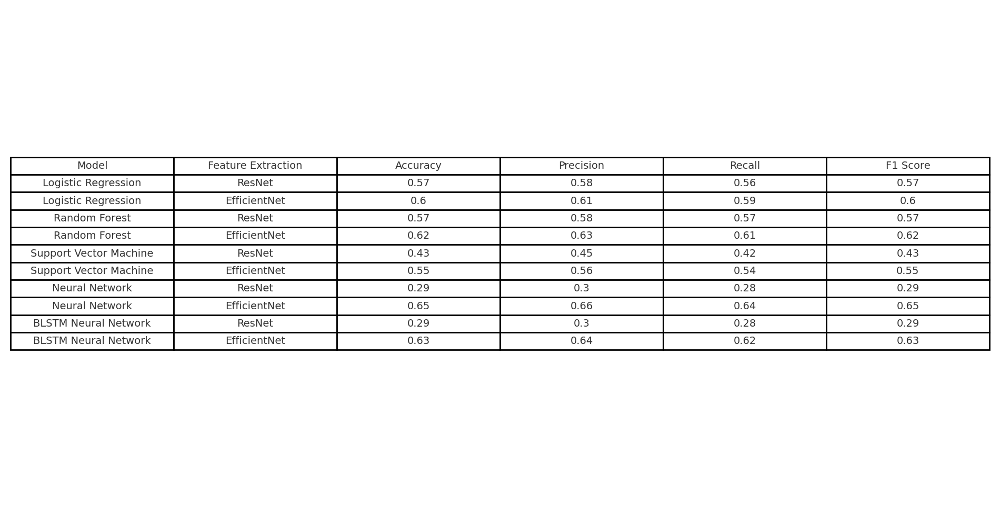 Model Feature Extraction Accuracy Precision Recall F1 Score
Logistic Regression ResNet 0.57 0.58 0.56 0.57
Logistic Regression EfficientNet 0.6 0.61 0.59 0.6
Random Forest ResNet 0.57 0.58 0.57 0.57
Random Forest EfficientNet 0.62 0.63 0.61 0.62
Support Vector Machine ResNet 0.43 0.45 0.42 0.43
Support Vector Machine EfficientNet 0.55 0.56 0.54 0.55
Neural Network ResNet 0.29 0.3 0.28 0.29
Neural Network EfficientNet 0.65 0.66 0.64 0.65
BLSTM Neural Network ResNet 0.29 0.3 0.28 0.29
BLSTM Neural Network EfficientNet 0.63 0.64 0.62 0.63